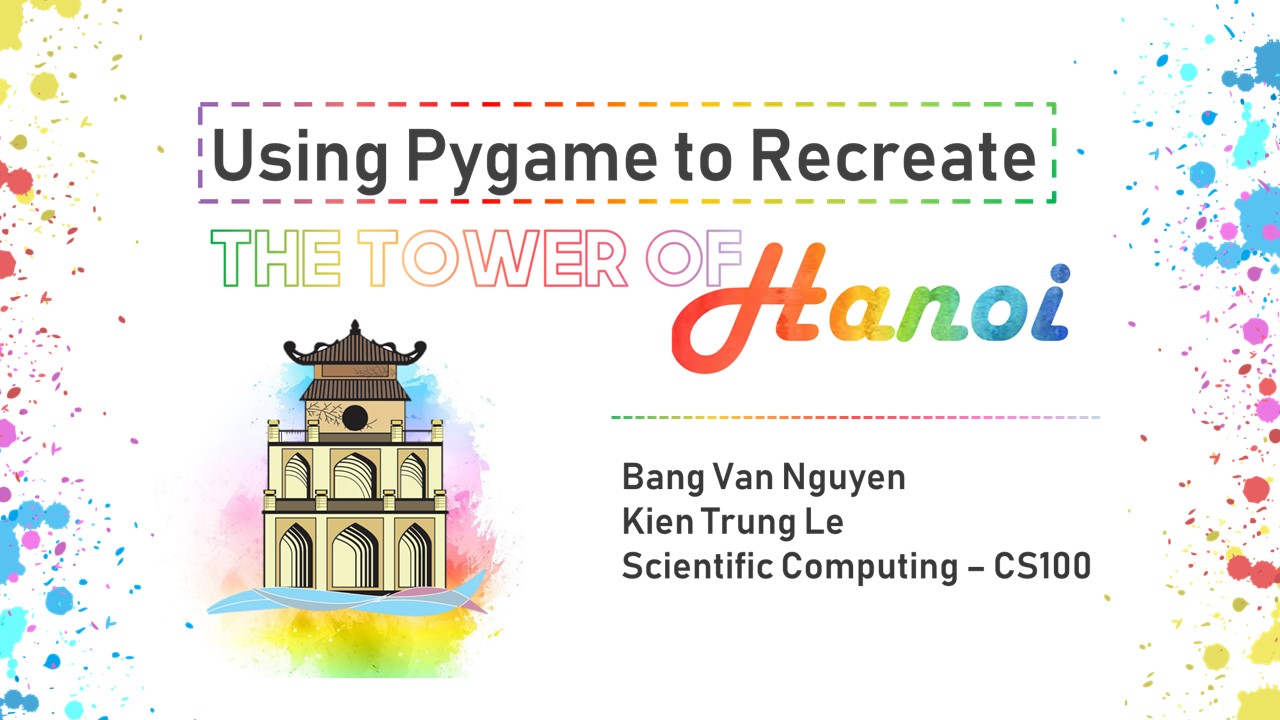 Using Pygame to Recreate
THE TOWER OF Hanoi
Bang Van Nguyen
Kien Trung Le
Scientific Computing – CS100